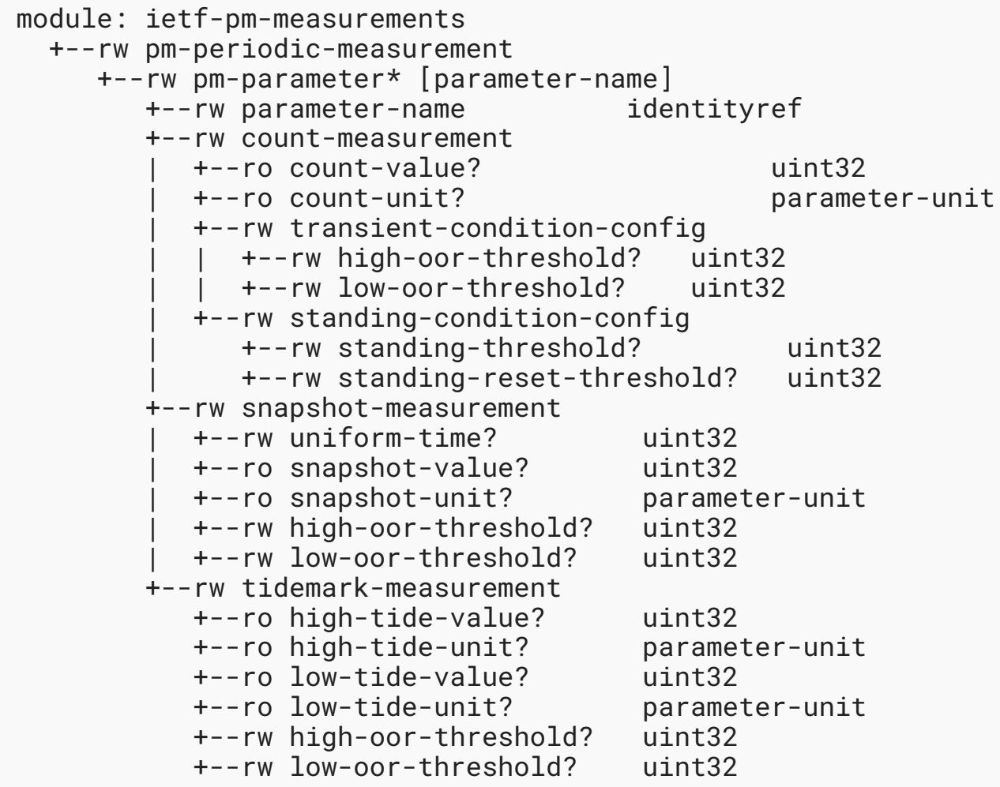 module: ietf-pm-measurements
  +--rw pm-periodic-measurement
     +--rw pm-parameter* [parameter-name]
        +--rw parameter-name          identityref
        +--rw count-measurement
        |  +--ro count-value?                  uint32
        |  +--ro count-unit?                   parameter-unit
        |  +--rw transient-condition-config
        |  |  +--rw high-oor-threshold?   uint32
        |  |  +--rw low-oor-threshold?    uint32
        |  +--rw standing-condition-config
        |     +--rw standing-threshold?         uint32
        |     +--rw standing-reset-threshold?   uint32
        +--rw snapshot-measurement
        |  +--rw uniform-time?         uint32
        |  +--ro snapshot-value?       uint32
        |  +--ro snapshot-unit?        parameter-unit
        |  +--rw high-oor-threshold?   uint32
        |  +--rw low-oor-threshold?    uint32
        +--rw tidemark-measurement
           +--ro high-tide-value?      uint32
           +--ro high-tide-unit?       parameter-unit
           +--ro low-tide-value?       uint32
           +--ro low-tide-unit?        parameter-unit
           +--rw high-oor-threshold?   uint32
           +--rw low-oor-threshold?    uint32